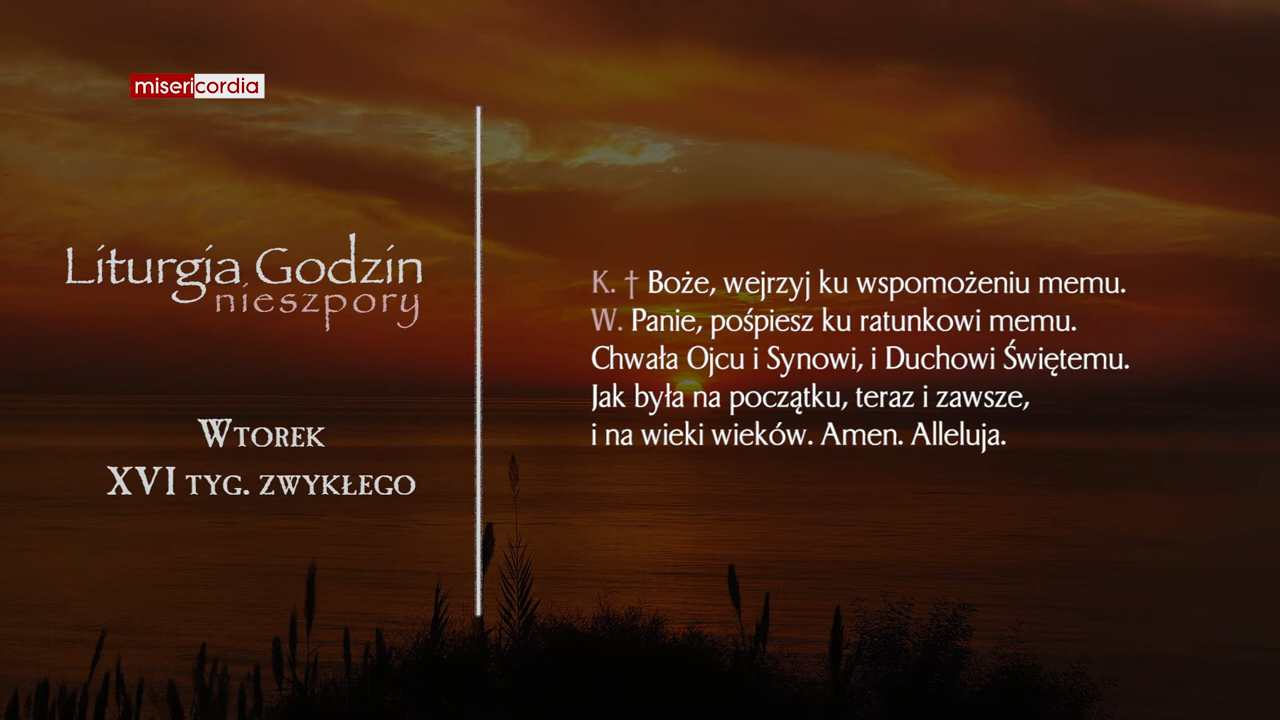 misericordia
Liturgia Godzin
nieszpory
Wtorek
XVI tyg. zwykłego
K. † Boże, wejrzyj ku wspomożeniu memu.
W. Panie, pośpiesz ku ratunkowi memu.
Chwała Ojcu i Synowi, i Duchowi Świętemu.
Jak była na początku, teraz i zawsze,
i na wieki wieków. Amen. Alleluja.